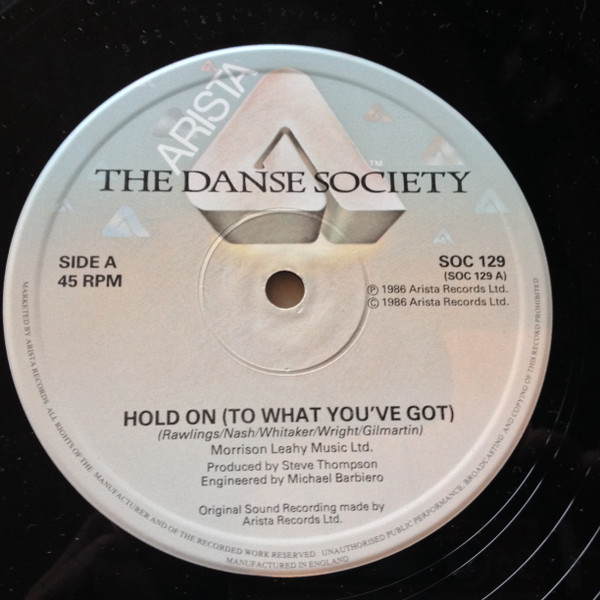 ARISTA
™
THE DANSE SOCIETY
SIDE A
45 RPM
SOC 129
(SOC 129 A)
Ⓟ 1986 Arista Records Ltd.
© 1986 Arista Records Ltd.
HOLD ON (TO WHAT YOU'VE GOT)
(Rawlings/Nash/Whitaker/Wright/Gilmartin)
Morrison Leahy Music Ltd.
Produced by Steve Thompson
Engineered by Michael Barbiero
Original Sound Recording made by
Arista Records Ltd.
MARKETED BY ARISTA RECORDS. ALL RIGHTS OF THE MANUFACTURER AND OF THE RECORDED WORK RESERVED. UNAUTHORISED PUBLIC PERFORMANCE, BROADCASTING AND COPYING OF THIS RECORD PROHIBITED
MANUFACTURED IN ENGLAND